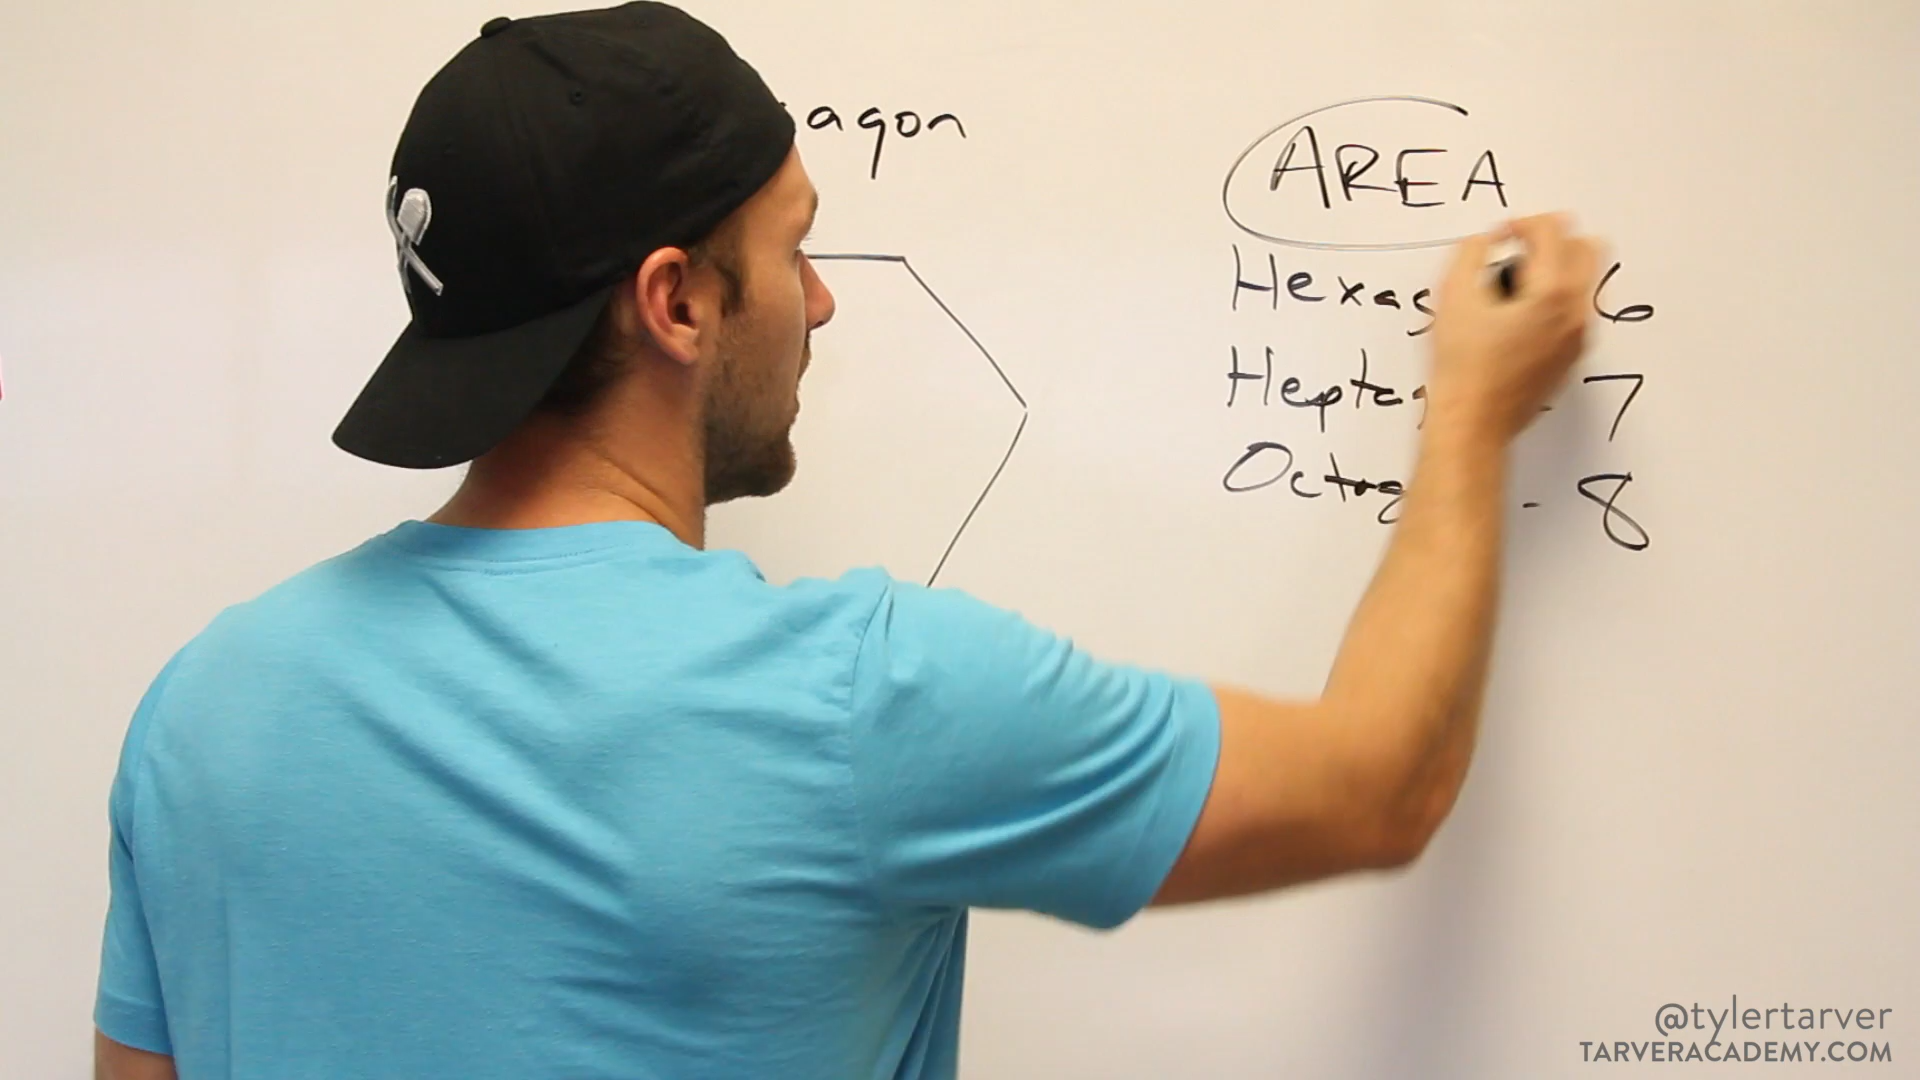 agon
AREA
Hexag 6
Heptag - 7
Octag - 8
@tylertarver
TARVERACADEMY.COM